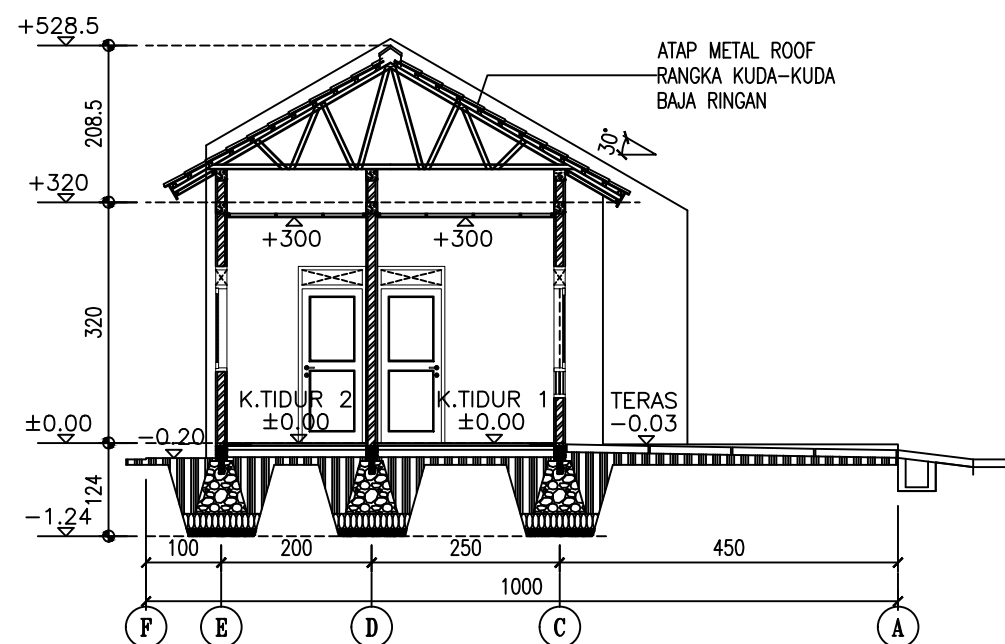 +528.5
ATAP METAL ROOF
RANGKA KUDA-KUDA
BAJA RINGAN
208.5
30°
+320
+300
+300
320
K.TIDUR 2
±0.00
K.TIDUR 1
±0.00
TERAS
-0.03
±0.00
-0.20
124
-1.24
100
200
250
450
1000
F
E
D
C
A